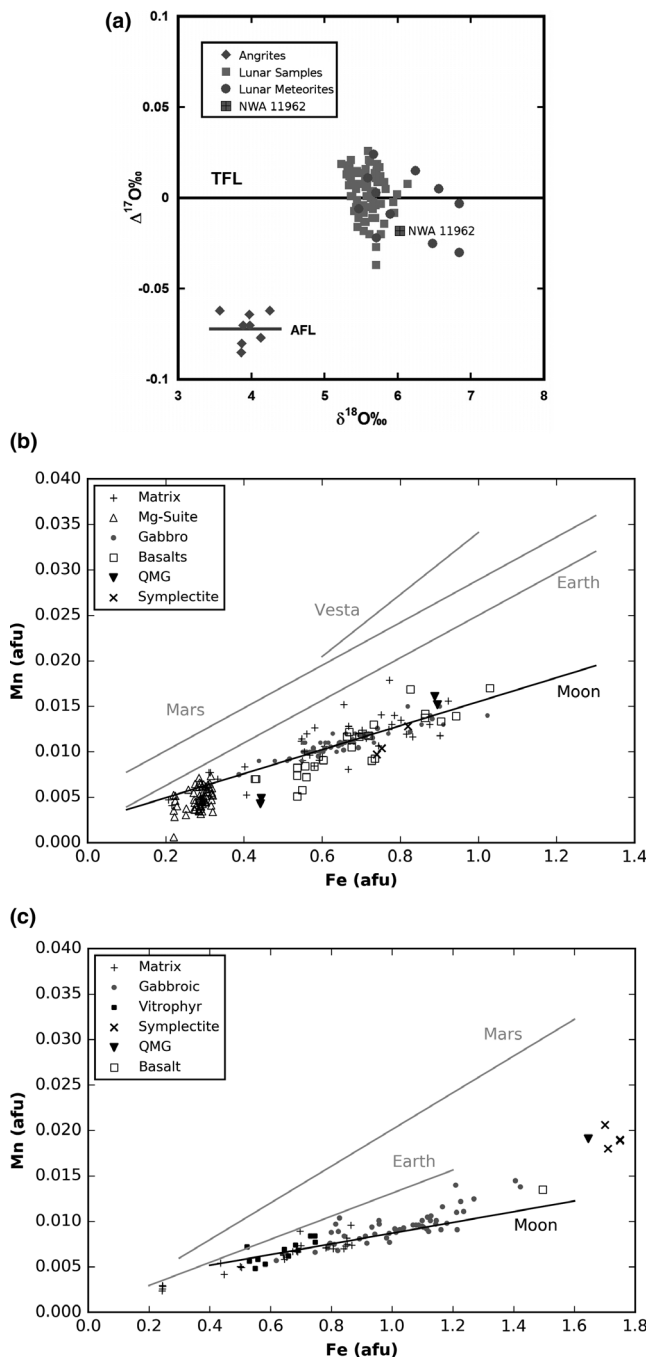 (a)
0.1
Angrites
Lunar Samples
Lunar Meteorites
NWA 11962
0.05
TFL
0
NWA 11962
-0.05
AFL
-0.1
3 4 5 6 7 8
Δ¹⁷O‰
δ¹⁸O‰
(b)
0.040
Matrix
Mg-Suite
Gabbro
Basalts
QMG
Symplectite
0.035
0.030
0.025
0.020
0.015
0.010
0.005
0.000
Vesta
Earth
Mars
Moon
Mn (afu)
0.0 0.2 0.4 0.6 0.8 1.0 1.2 1.4
Fe (afu)
(c)
0.040
Matrix
Gabbroic
Vitrophyr
Symplectite
QMG
Basalt
0.035
0.030
0.025
0.020
0.015
0.010
0.005
0.000
Mars
Earth
Moon
Mn (afu)
0.0 0.2 0.4 0.6 0.8 1.0 1.2 1.4 1.6 1.8
Fe (afu)